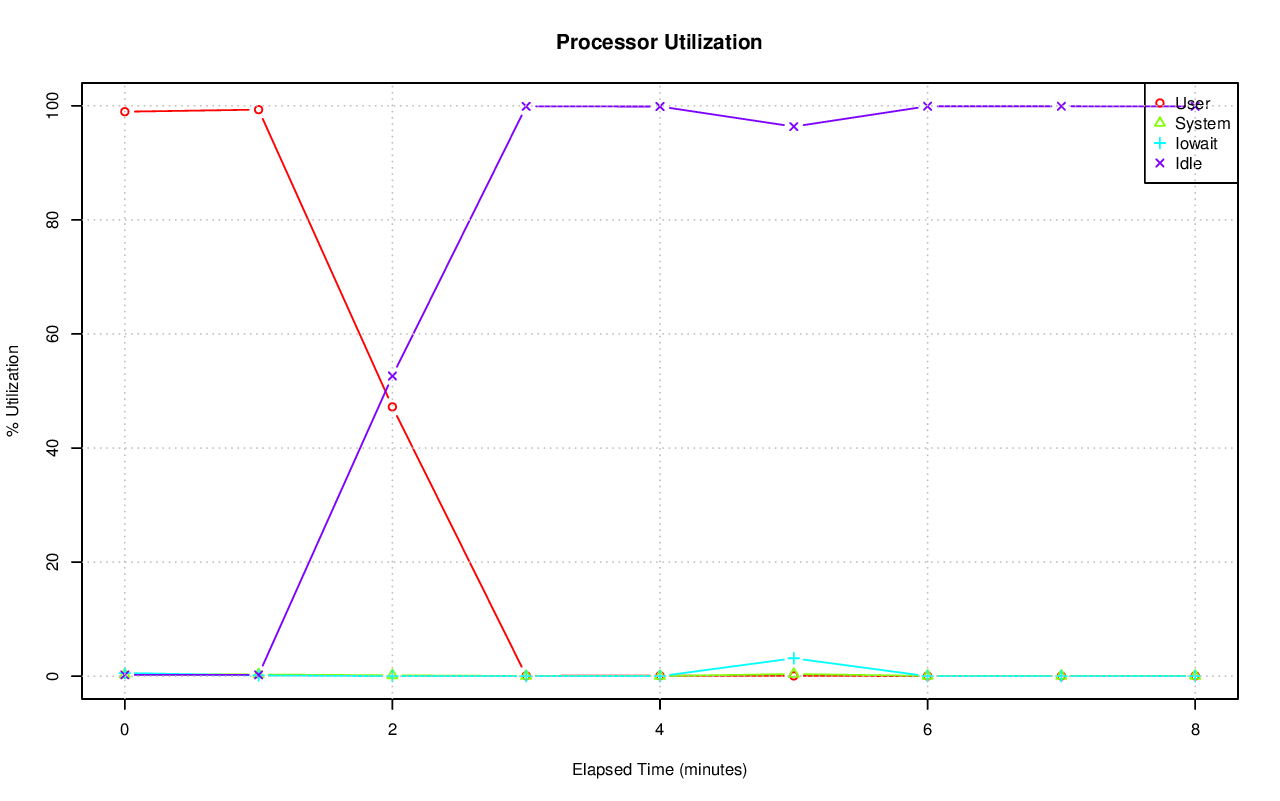 Processor Utilization
% Utilization
100
80
60
40
20
0
User
System
Iowait
Idle
0 2 4 6 8
Elapsed Time (minutes)